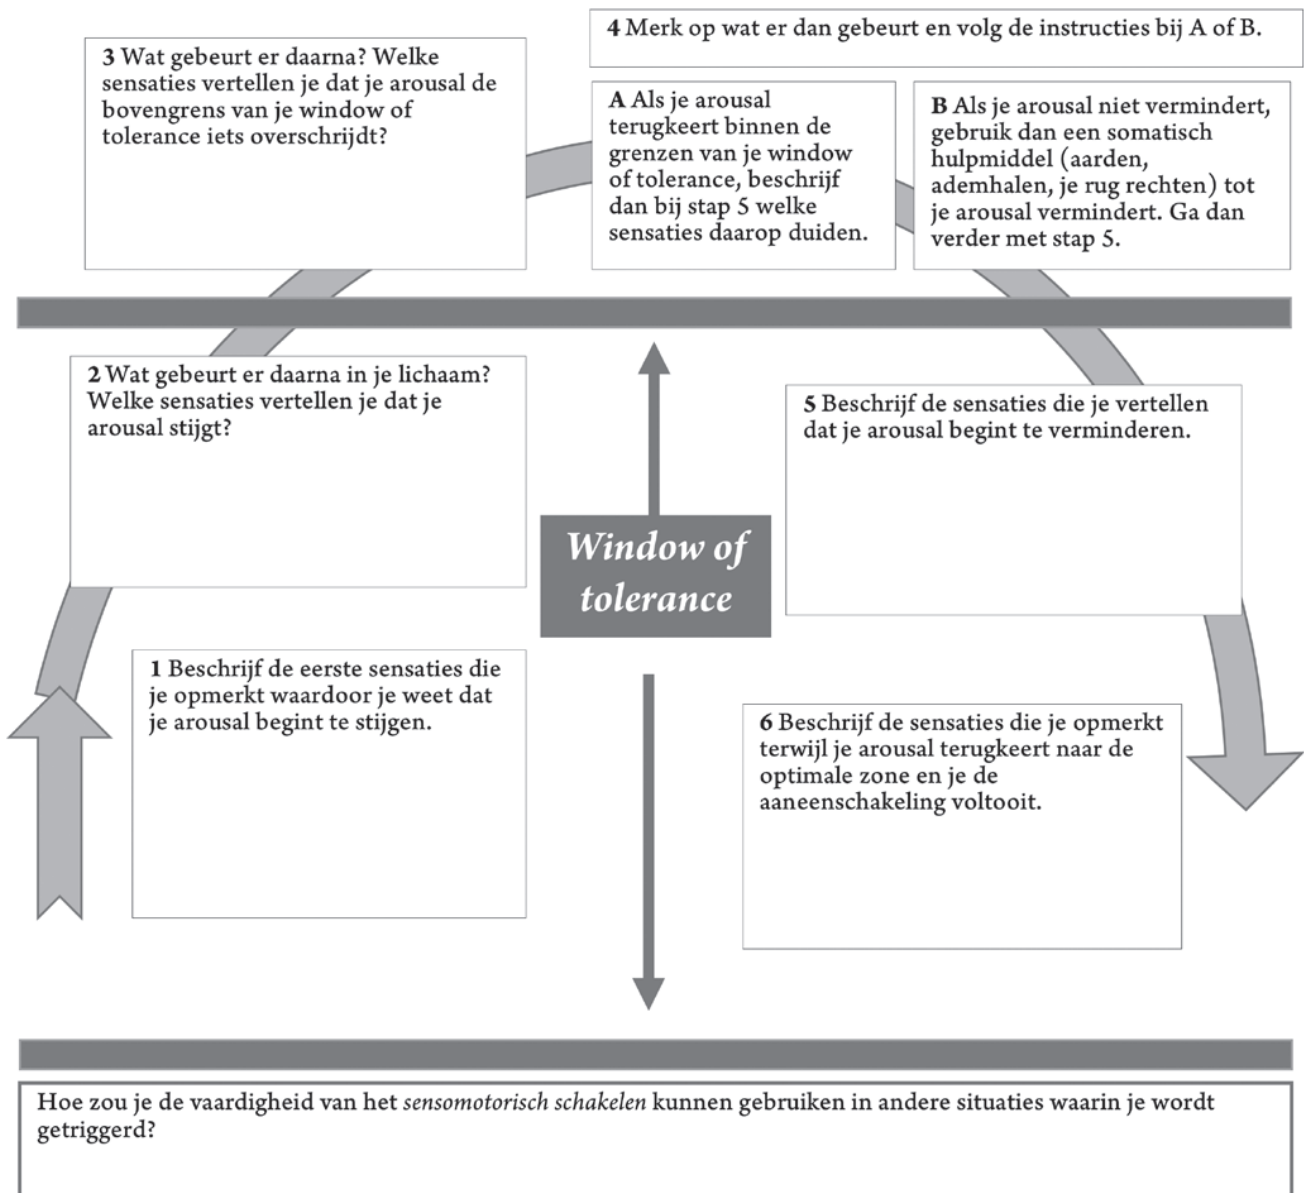 3 Wat gebeurt er daarna? Welke
sensaties vertellen je dat je arousal de
bovengrens van je window of
tolerance iets overschrijdt?
4 Merk op wat er dan gebeurt en volg de instructies bij A of B.
A Als je arousal
terugkeert binnen de
grenzen van je window
of tolerance, beschrijf
dan bij stap 5 welke
sensaties daarop duiden.
B Als je arousal niet vermindert,
gebruik dan een somatisch
hulpmiddel (aarden,
ademhalen, je rug rechten) tot
je arousal vermindert. Ga dan
verder met stap 5.
2 Wat gebeurt er daarna in je lichaam?
Welke sensaties vertellen je dat je
arousal stijgt?
5 Beschrijf de sensaties die je vertellen
dat je arousal begint te verminderen.
Window of
tolerance
1 Beschrijf de eerste sensaties die
je opmerkt waardoor je weet dat
je arousal begint te stijgen.
6 Beschrijf de sensaties die je opmerkt
terwijl je arousal terugkeert naar de
optimale zone en je de
aaneenschakeling voltooit.
Hoe zou je de vaardigheid van het sensomotorisch schakelen kunnen gebruiken in andere situaties waarin je wordt
getriggerd?